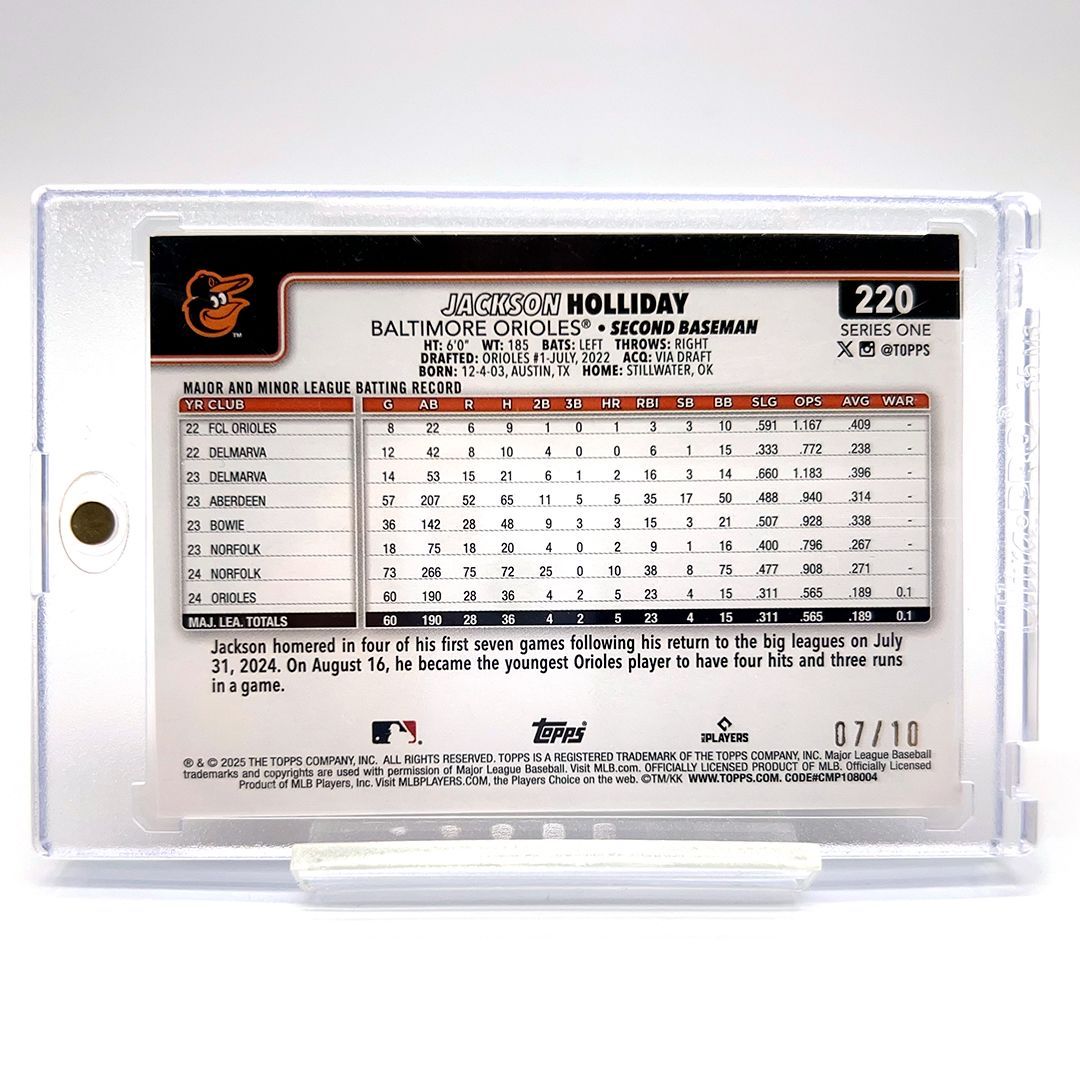 JACKSON HOLLIDAY
220
BALTIMORE ORIOLES® • SECOND BASEMAN
SERIES ONE
HT: 6'0" WT: 185 BATS: LEFT THROWS: RIGHT
@TOPPS
DRAFTED: ORIOLES #1-JULY, 2022 ACQ: VIA DRAFT
BORN: 12-4-03, AUSTIN, TX HOME: STILLWATER, OK
TM
MAJOR AND MINOR LEAGUE BATTING RECORD
YR CLUB G AB R H 2B 3B HR RBI SB BB SLG OPS AVG WAR
22 FCL ORIOLES 8 22 6 9 1 0 1 3 3 10 .591 1.167 .409 -
22 DELMARVA 12 42 8 10 4 0 0 6 1 15 .333 .772 .238 -
23 DELMARVA 14 53 15 21 6 1 2 16 3 14 .660 1.183 .396 -
23 ABERDEEN 57 207 52 65 11 5 5 35 17 50 .488 .940 .314 -
23 BOWIE 36 142 28 48 9 3 3 15 3 21 .507 .928 .338 -
23 NORFOLK 18 75 18 20 4 0 2 9 1 16 .400 .796 .267 -
24 NORFOLK 73 266 75 72 25 0 10 38 8 75 .477 .908 .271 -
24 ORIOLES 60 190 28 36 4 2 5 23 4 15 .311 .565 .189 0.1
MAJ. LEA. TOTALS 60 190 28 36 4 2 5 23 4 15 .311 .565 .189 0.1
Jackson homered in four of his first seven games following his return to the big leagues on July
31, 2024. On August 16, he became the youngest Orioles player to have four hits and three runs
in a game.
topps®
PLAYERS
07/10
® & © 2025 THE TOPPS COMPANY, INC. ALL RIGHTS RESERVED. TOPPS IS A REGISTERED TRADEMARK OF THE TOPPS COMPANY, INC. Major League Baseball
trademarks and copyrights are used with permission of Major League Baseball. Visit MLB.com. OFFICIALLY LICENSED PRODUCT OF MLB. Officially Licensed
Product of MLB Players, Inc. Visit MLBPLAYERS.COM, the Players Choice on the web. ©TM/KK WWW.TOPPS.COM. CODE#CMP108004